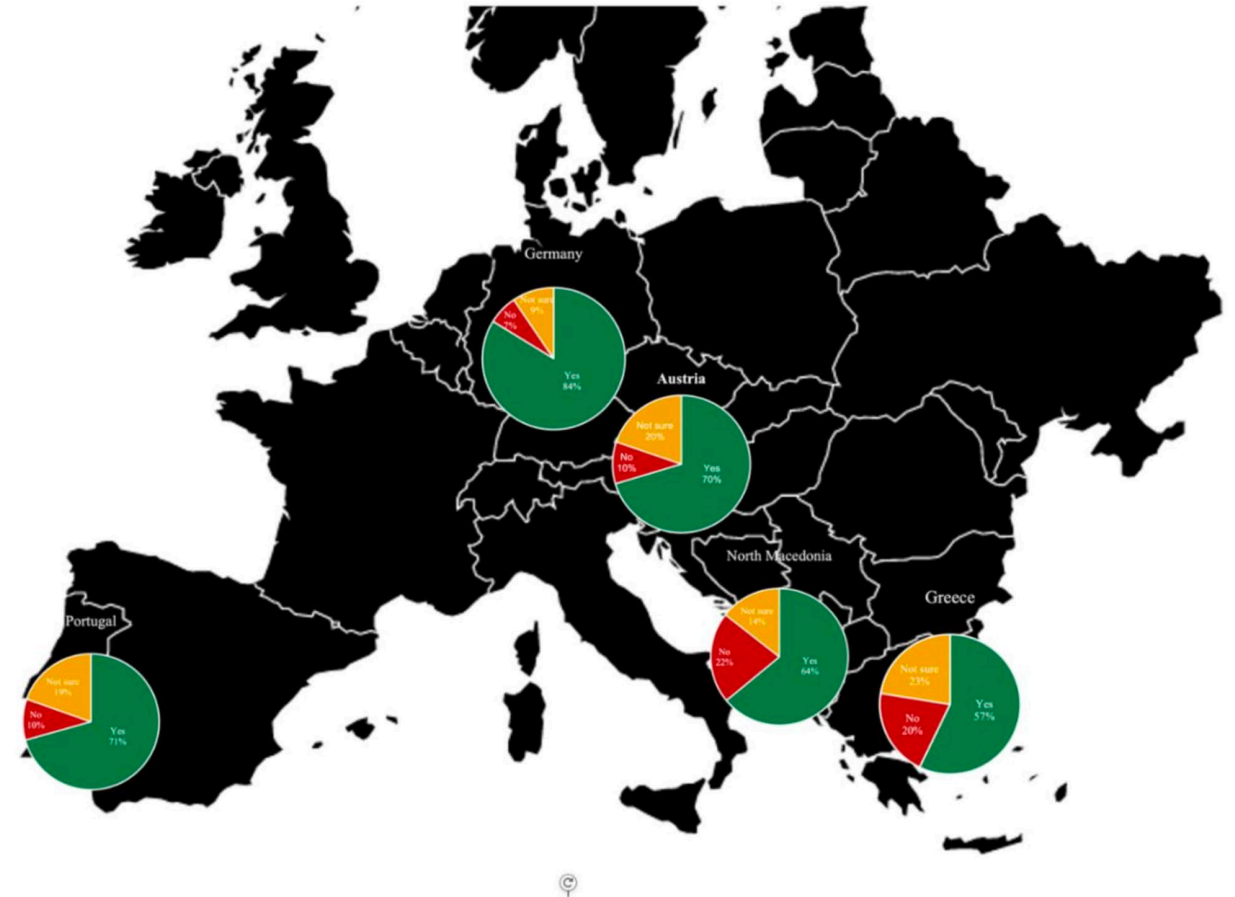 Germany
Not sure
9%
No
7%
Yes
84%
Austria
Not sure
20%
No
10%
Yes
70%
North Macedonia
Not sure
14%
No
22%
Yes
64%
Greece
Not sure
23%
No
20%
Yes
57%
Portugal
Not sure
19%
No
10%
Yes
71%